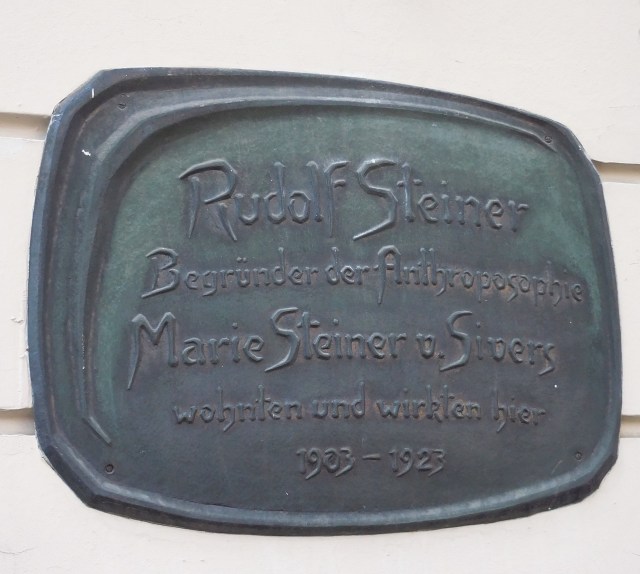 Rudolf Steiner
Begründer der Anthroposophie
Marie Steiner v. Sivers
wohnten und wirkten hier
1903 – 1923